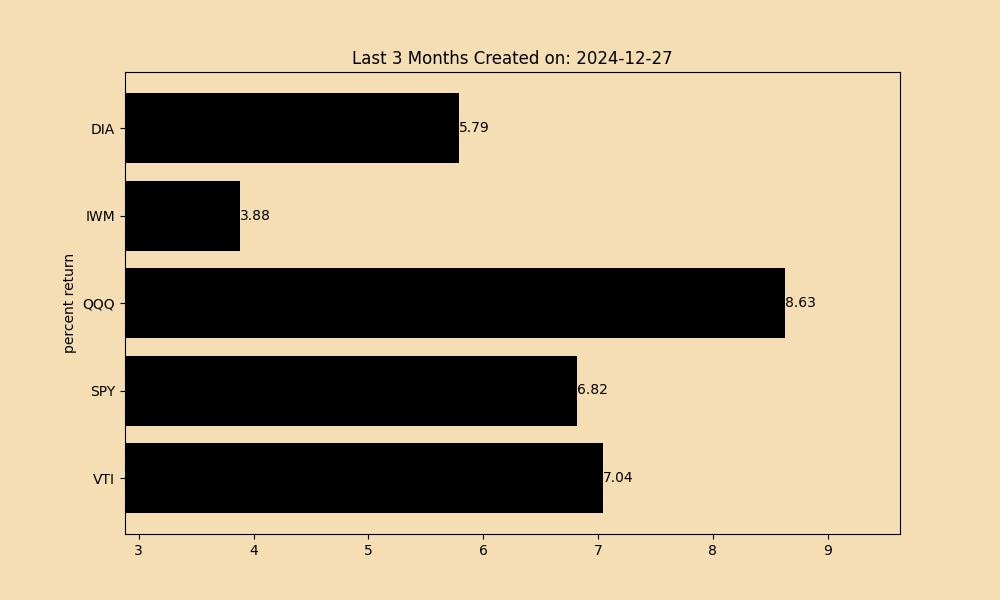 Last 3 Months Created on: 2024-12-27
DIA
5.79
IWM
3.88
percent return
QQQ
8.63
SPY
6.82
VTI
7.04
3 4 5 6 7 8 9